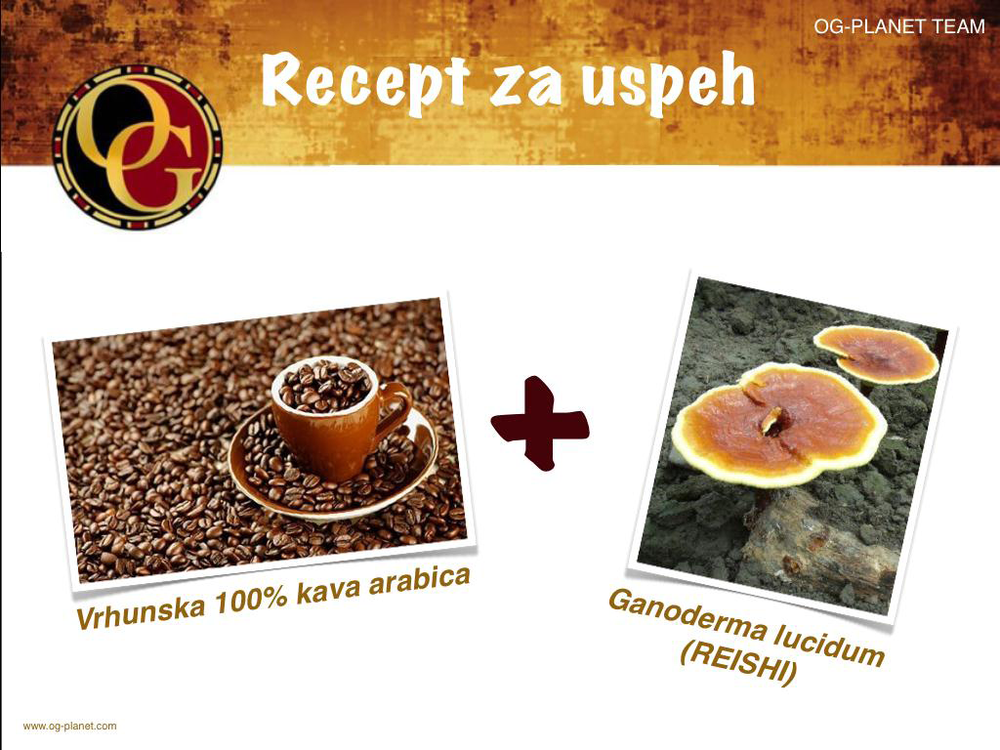 OG-PLANET TEAM
Recept za uspeh
OG
Vrhunska 100% kava arabica
Ganoderma lucidum
(REISHI)
www.og-planet.com